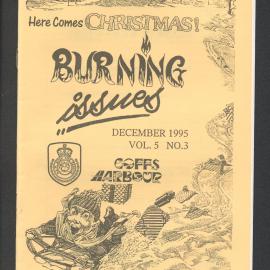 Here Comes CHRISTMAS!
BURNING
issues
DECEMBER 1995
VOL. 5 NO.3
COFFS
HARBOUR